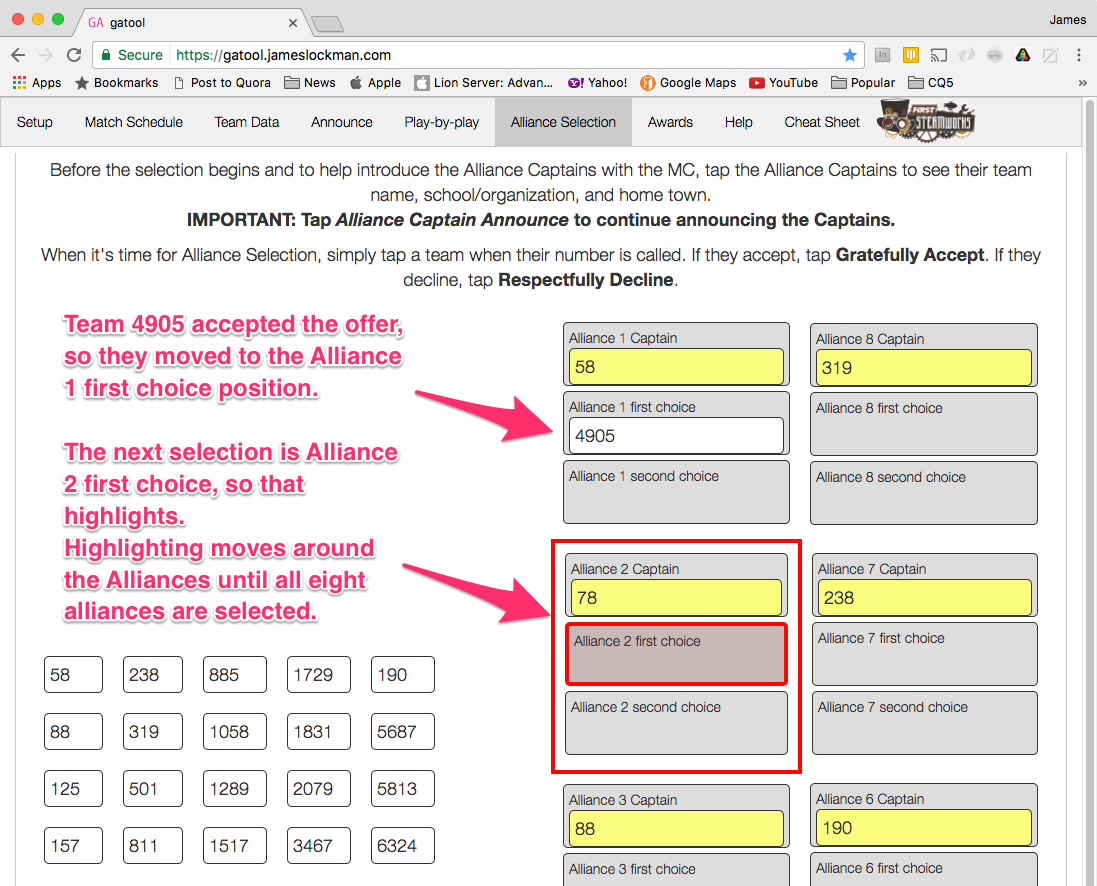 GA gatool
James
Secure https://gatool.jameslockman.com
Apps Bookmarks Post to Quora News Apple Lion Server: Advan... Yahoo! Google Maps YouTube Popular CQ5 »
Setup Match Schedule Team Data Announce Play-by-play Alliance Selection Awards Help Cheat Sheet FIRST STEAMWORKS
Before the selection begins and to help introduce the Alliance Captains with the MC, tap the Alliance Captains to see their team
name, school/organization, and home town.
IMPORTANT: Tap Alliance Captain Announce to continue announcing the Captains.
When it's time for Alliance Selection, simply tap a team when their number is called. If they accept, tap Gratefully Accept. If they
decline, tap Respectfully Decline.
Team 4905 accepted the offer,
so they moved to the Alliance
1 first choice position.
The next selection is Alliance
2 first choice, so that
highlights.
Highlighting moves around
the Alliances until all eight
alliances are selected.
58 238 885 1729 190
88 319 1058 1831 5687
125 501 1289 2079 5813
157 811 1517 3467 6324
Alliance 1 Captain
58
Alliance 1 first choice
4905
Alliance 1 second choice
Alliance 8 Captain
319
Alliance 8 first choice
Alliance 8 second choice
Alliance 2 Captain
78
Alliance 2 first choice
Alliance 2 second choice
Alliance 7 Captain
238
Alliance 7 first choice
Alliance 7 second choice
Alliance 3 Captain
88
Alliance 3 first choice
Alliance 6 Captain
190
Alliance 6 first choice